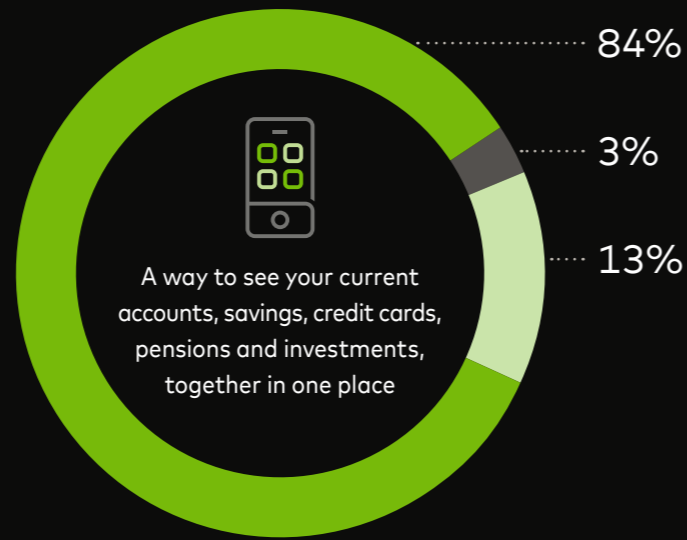 84%
3%
13%
A way to see your current
accounts, savings, credit cards,
pensions and investments,
together in one place